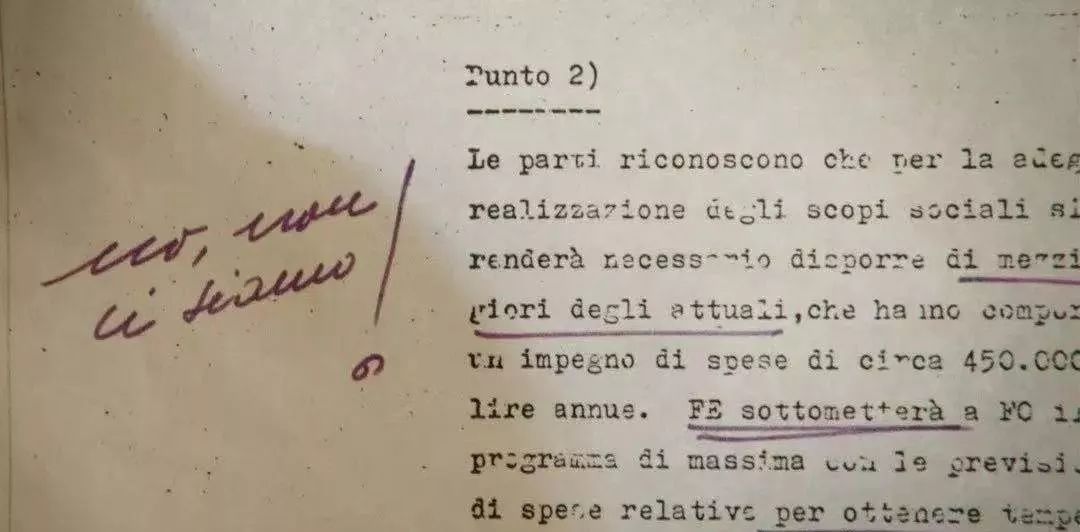 Punto 2)
Le parti riconoscono che per la adeg
realizzazione degli scopi sociali si
renderà necessario disporre di mezzi
giori degli attuali, che hanno compor
un impegno di spese di circa 450.000
lire annue. FE sottometterà a FC il
programma di massima con le previsi
di spese relative per ottenere tempe
no, non
ci siamo!